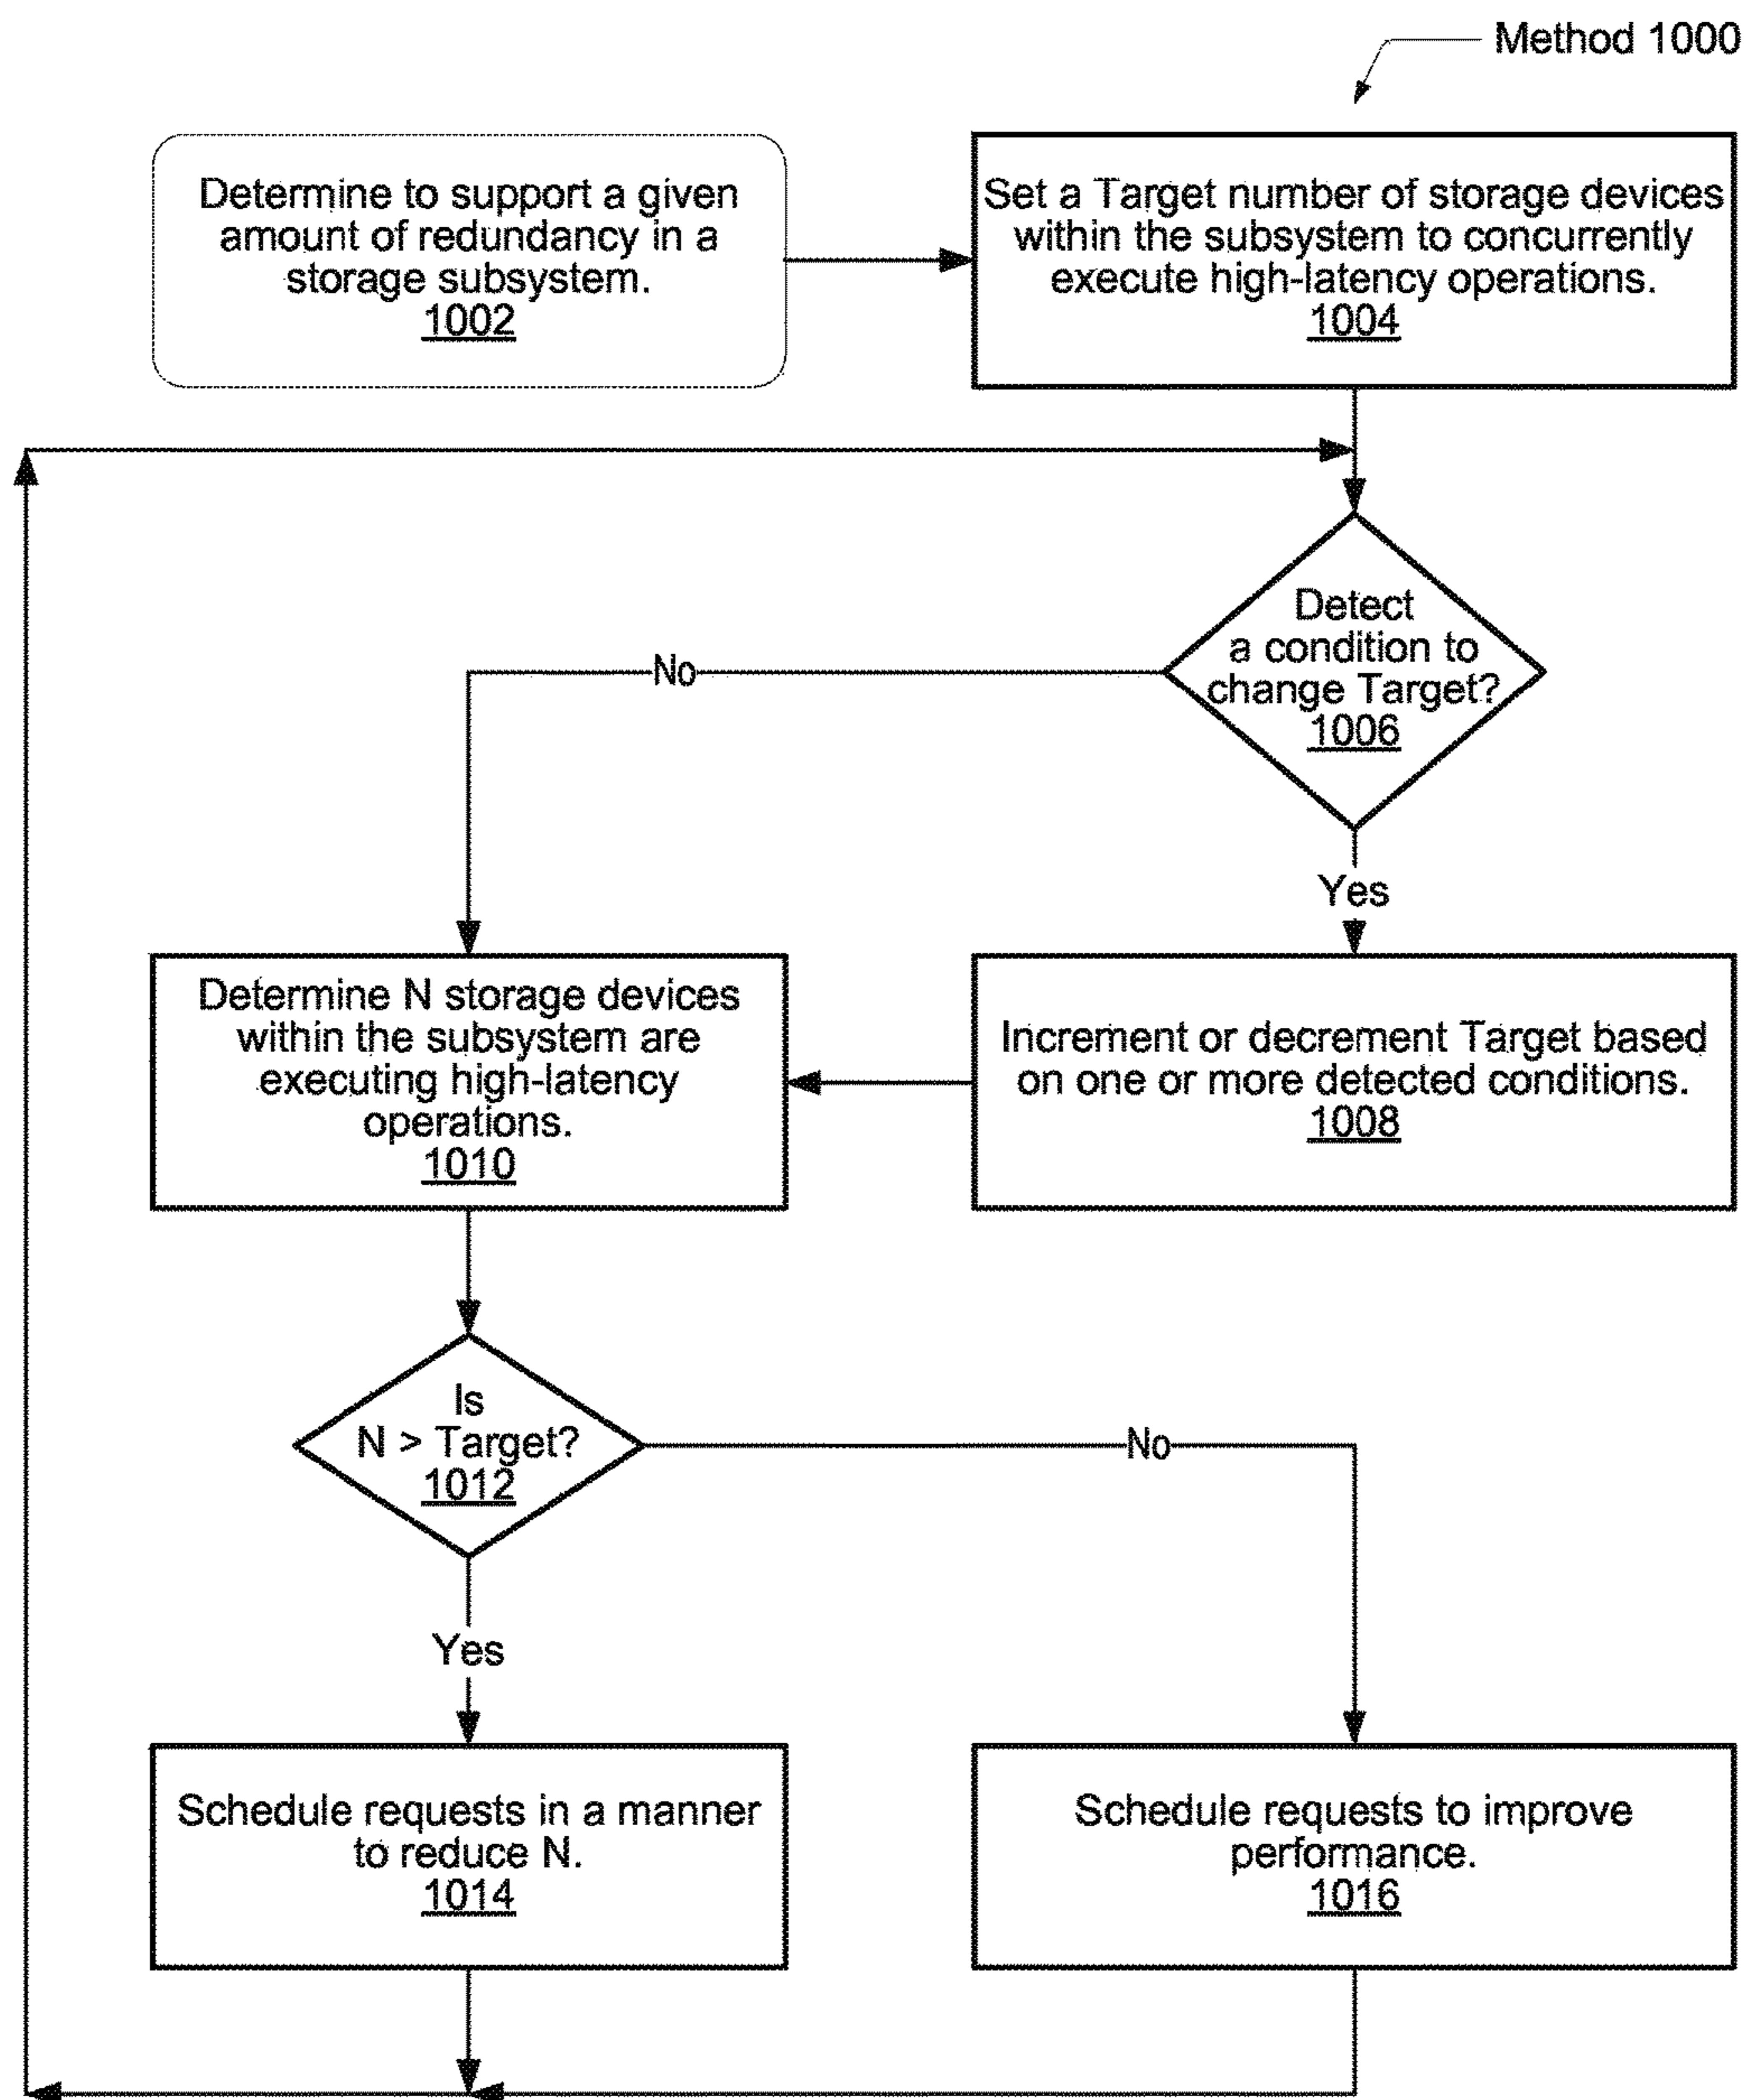 Method 1000
Determine to support a given
amount of redundancy in a
storage subsystem.
1002
Set a Target number of storage devices
within the subsystem to concurrently
execute high-latency operations.
1004
Detect
a condition to
change Target?
1006
No
Yes
Determine N storage devices
within the subsystem are
executing high-latency
operations.
1010
Increment or decrement Target based
on one or more detected conditions.
1008
Is
N > Target?
1012
No
Yes
Schedule requests in a manner
to reduce N.
1014
Schedule requests to improve
performance.
1016